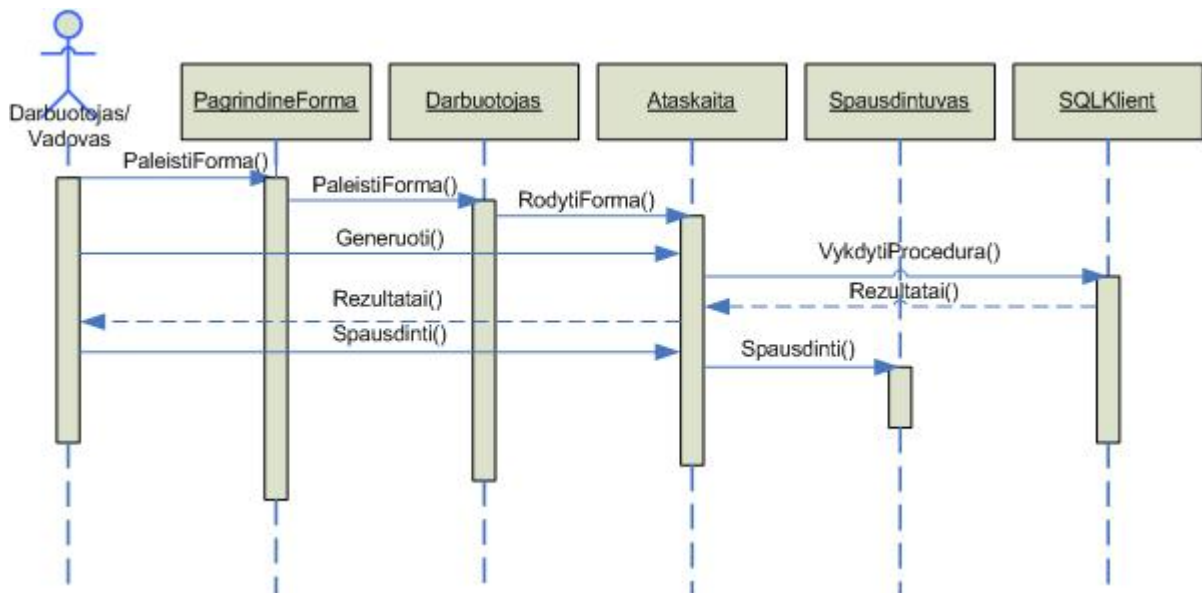 Darbuotojas/
Vadovas
PagrindineForma
Darbuotojas
Ataskaita
Spausdintuvas
SQLKlient
PaleistiForma()
PaleistiForma()
RodytiForma()
Generuoti()
VykdytiProcedura()
Rezultatai()
Rezultatai()
Spausdinti()
Spausdinti()